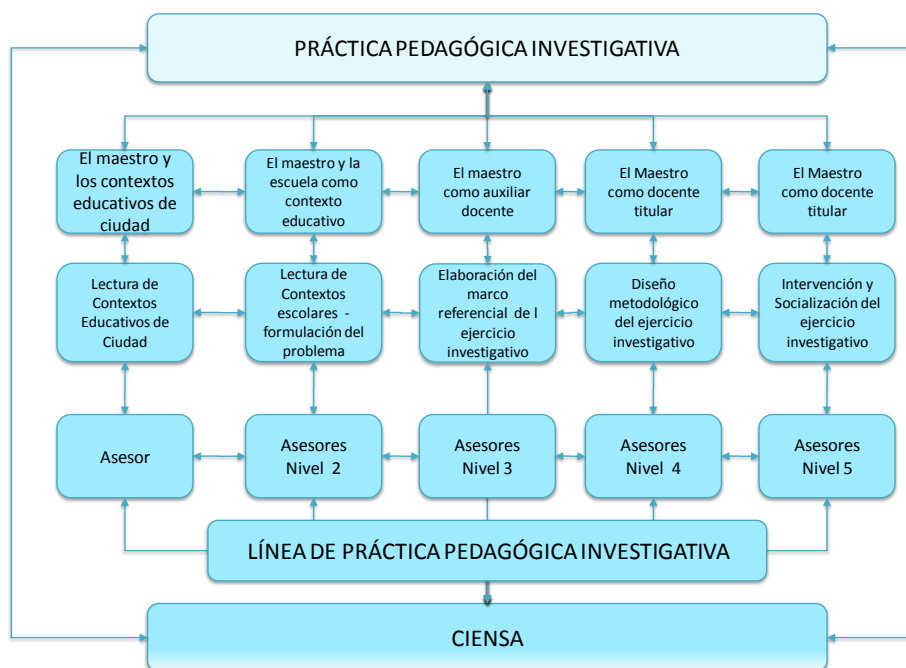 PRÁCTICA PEDAGÓGICA INVESTIGATIVA
El maestro y
los contextos
educativos de
ciudad
El maestro y la
escuela como
contexto
educativo
El maestro
como auxiliar
docente
El Maestro
como docente
titular
El Maestro
como docente
titular
Lectura de
Contextos
Educativos de
Ciudad
Lectura de
Contextos
escolares -
formulación del
problema
Elaboración del
marco
referencial de l
ejercicio
investigativo
Diseño
metodológico
del ejercicio
investigativo
Intervención y
Socialización del
ejercicio
investigativo
Asesor
Asesores
Nivel 2
Asesores
Nivel 3
Asesores
Nivel 4
Asesores
Nivel 5
LÍNEA DE PRÁCTICA PEDAGÓGICA INVESTIGATIVA
CIENSA